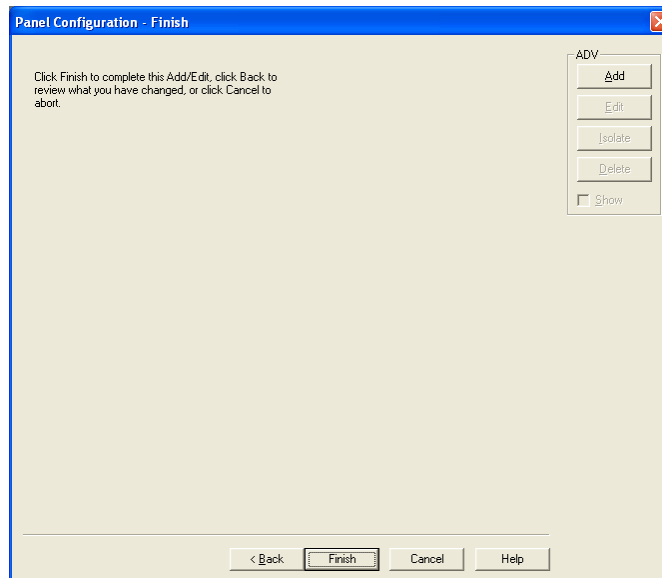 Panel Configuration - Finish
Click Finish to complete this Add/Edit, click Back to
review what you have changed, or click Cancel to
abort.
ADV
Add
Edit
Isolate
Delete
Show
< Back
Finish
Cancel
Help